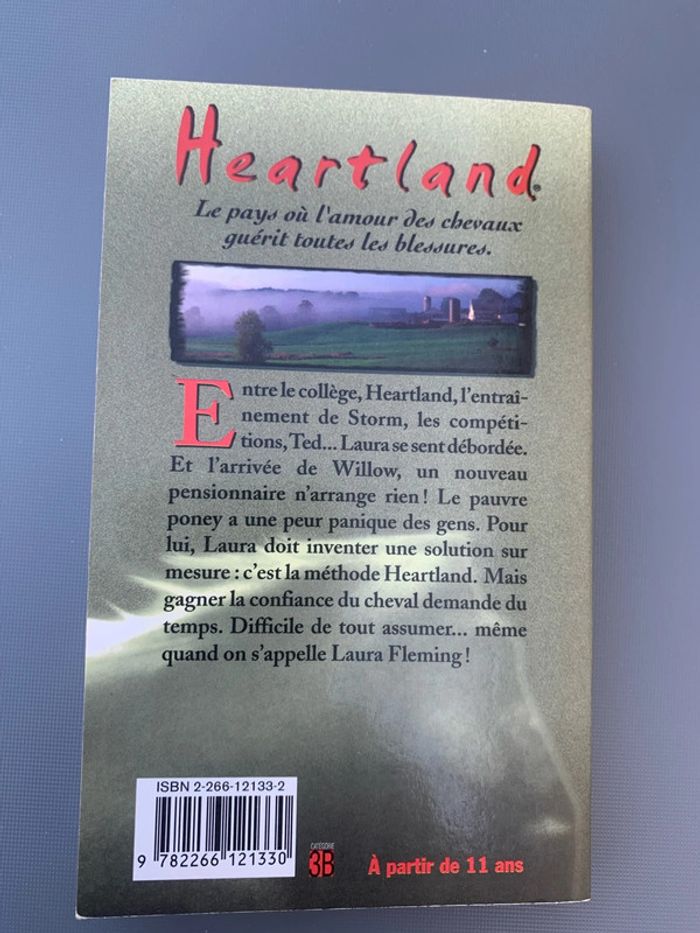 Heartland®
Le pays où l'amour des chevaux
guérit toutes les blessures.
Entre le collège, Heartland, l'entraî-
nement de Storm, les compéti-
tions, Ted... Laura se sent débordée.
Et l'arrivée de Willow, un nouveau
pensionnaire n'arrange rien ! Le pauvre
poney a une peur panique des gens. Pour
lui, Laura doit inventer une solution sur
mesure : c'est la méthode Heartland. Mais
gagner la confiance du cheval demande du
temps. Difficile de tout assumer... même
quand on s'appelle Laura Fleming !
ISBN 2-266-12133-2
9 782266 121330
CATÉGORIE
3B
À partir de 11 ans